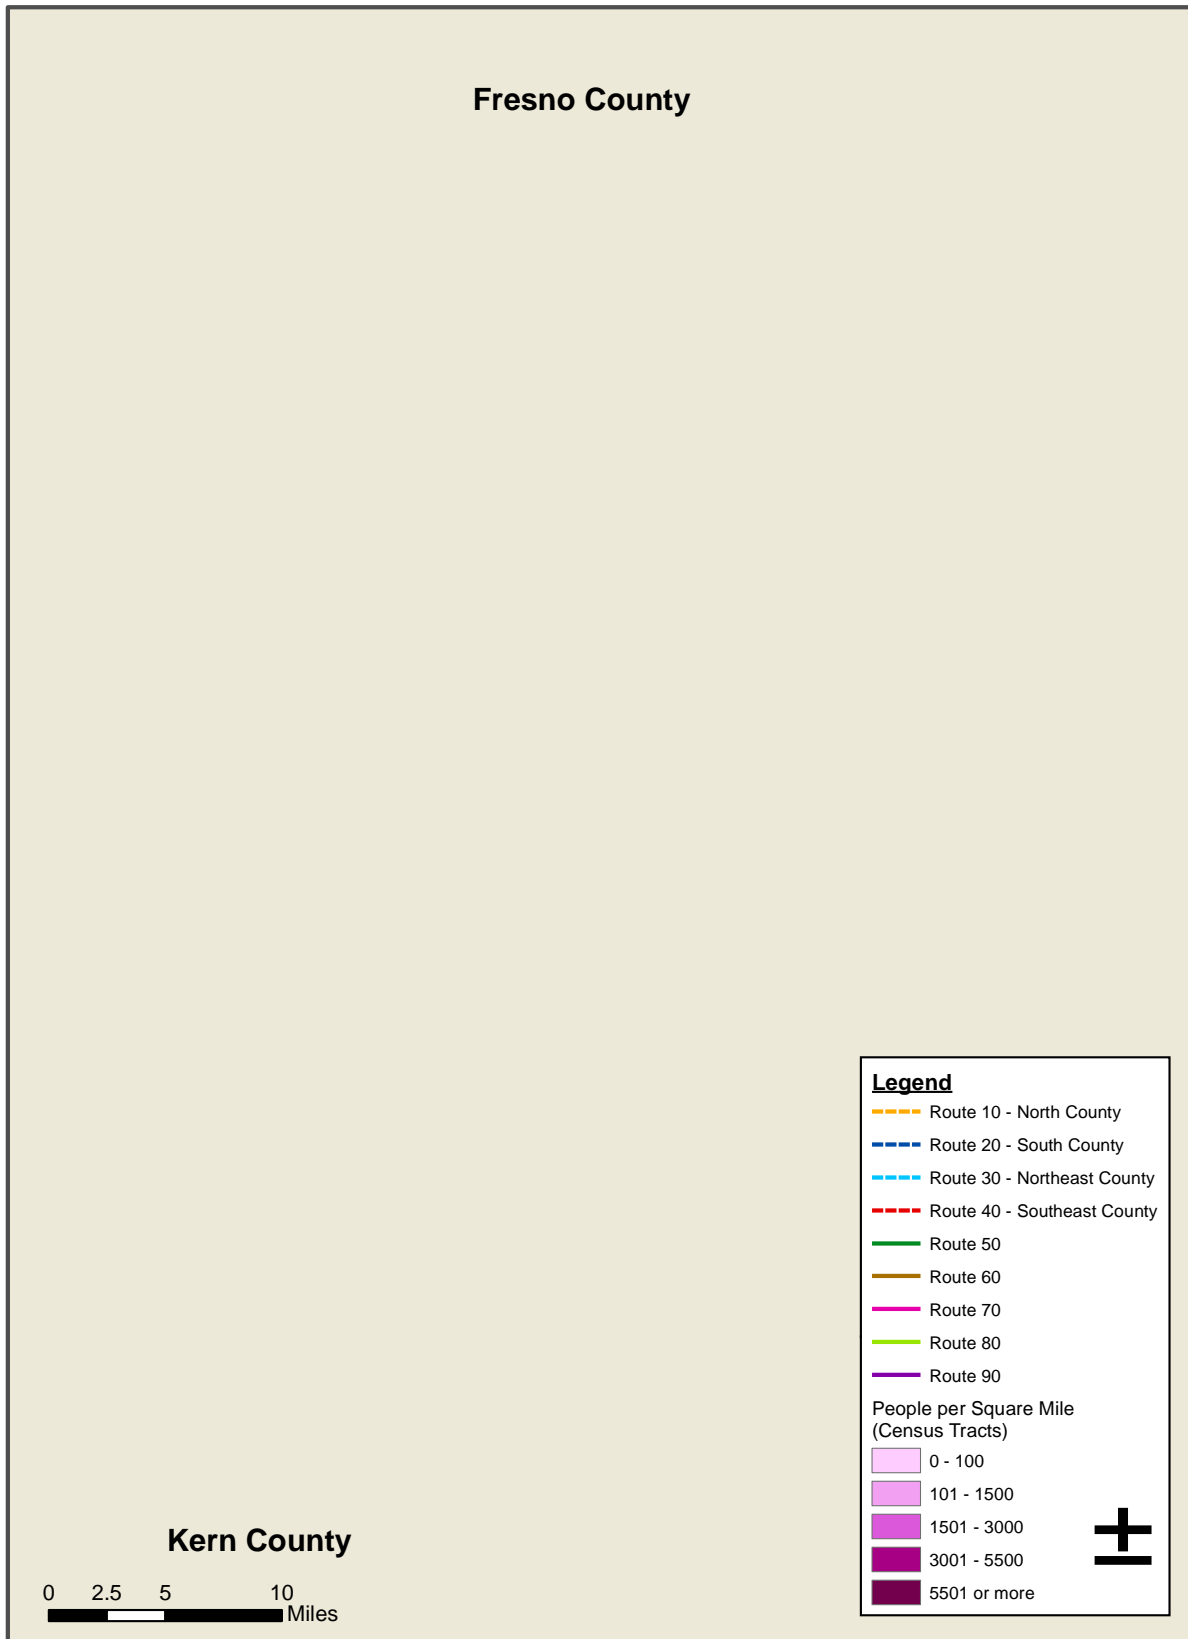 Fresno County
Legend
Route 10 - North County
Route 20 - South County
Route 30 - Northeast County
Route 40 - Southeast County
Route 50
Route 60
Route 70
Route 80
Route 90
People per Square Mile
(Census Tracts)
0 - 100
101 - 1500
1501 - 3000
3001 - 5500
5501 or more
Kern County
0 2.5 5 10
Miles